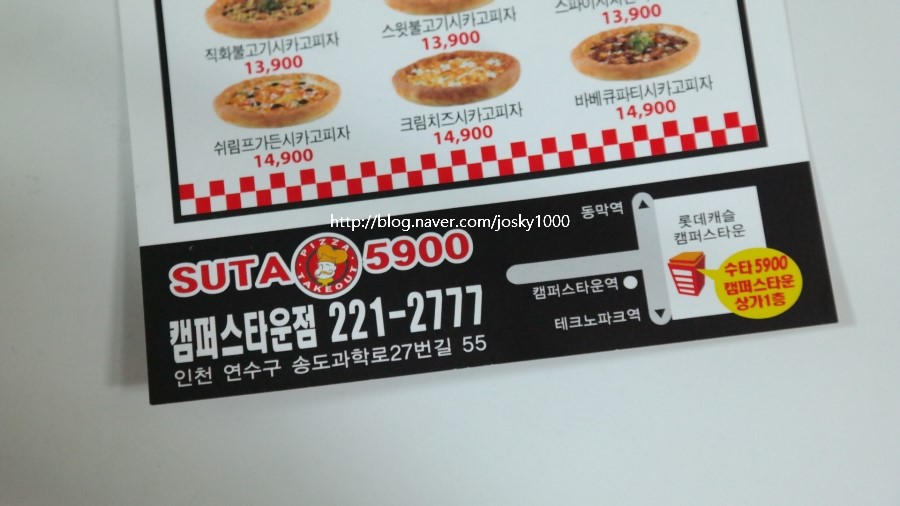 직화불고기시카고피자
13,900
스윗불고기시카고피자
13,900
13,900
쉬림프가든시카고피자
14,900
크림치즈시카고피자
14,900
바베큐파티시카고피자
14,900
http://blog.naver.com/josky1000
SUTA
PIZZA
TAKEOUT
5900
캠퍼스타운점 221-2777
인천 연수구 송도과학로27번길 55
동막역
캠퍼스타운역
테크노파크역
롯데캐슬
캠퍼스타운
수타5900
캠퍼스타운
상가1층